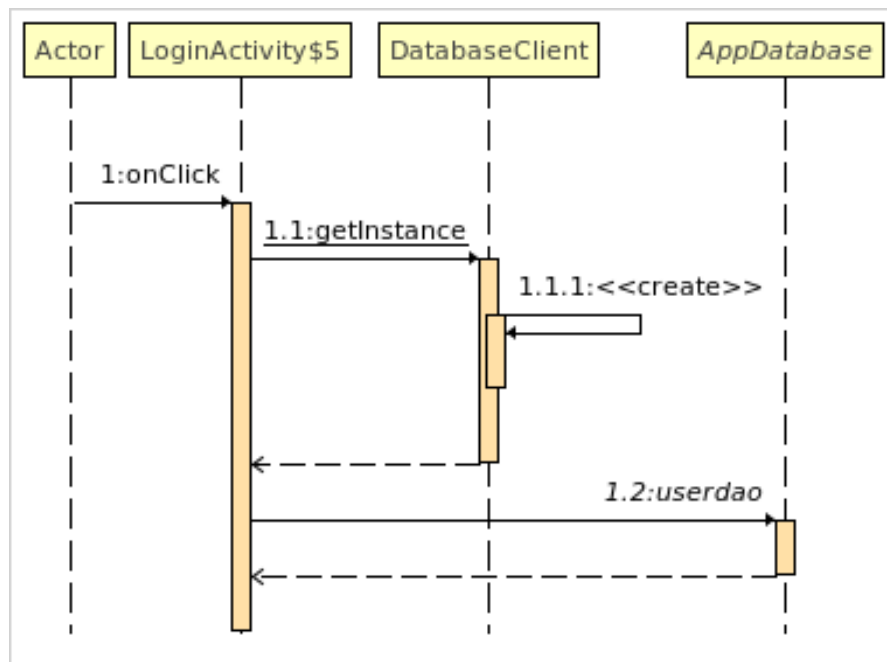 Actor
LoginActivity$5
DatabaseClient
AppDatabase
1:onClick
1.1:getInstance
1.1.1:<<create>>
1.2:userdao